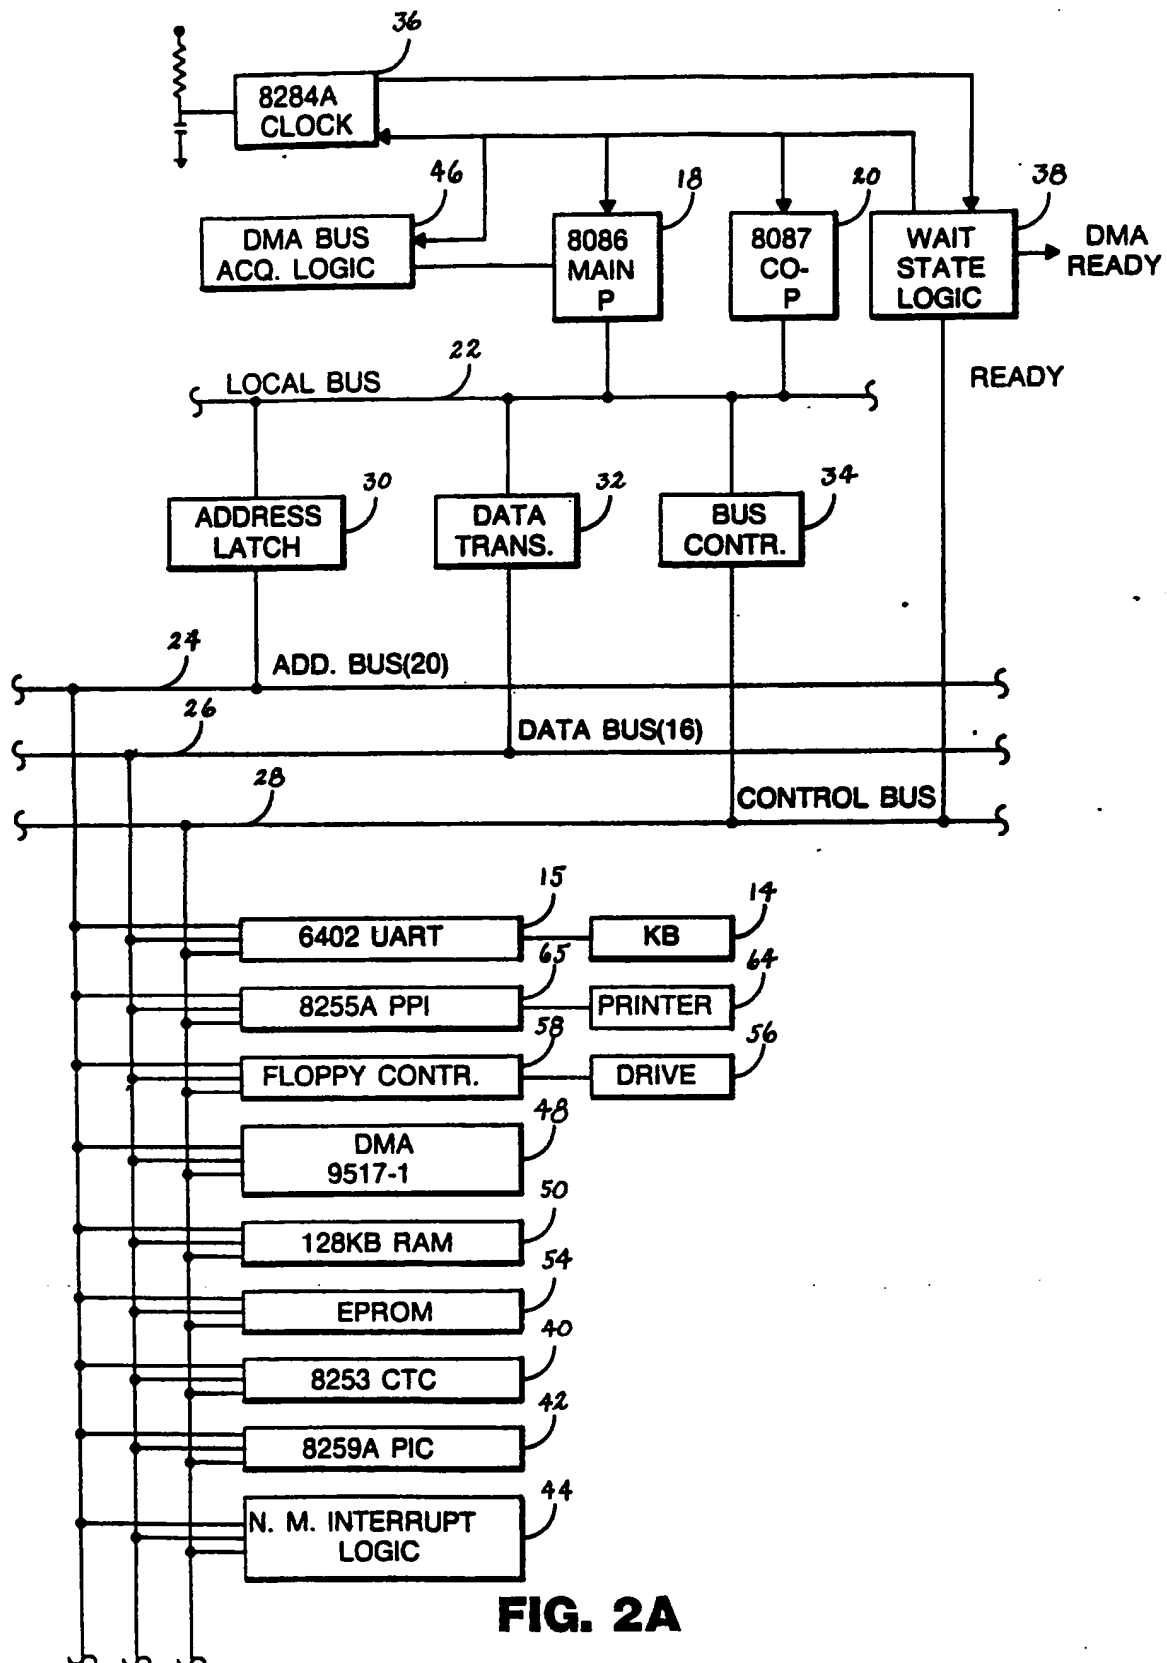 36
8284A
CLOCK
46
18
20
38
DMA BUS
ACQ. LOGIC
8086
MAIN
P
8087
CO-
P
WAIT
STATE
LOGIC
DMA
READY
22
LOCAL BUS
READY
30
32
34
ADDRESS
LATCH
DATA
TRANS.
BUS
CONTR.
24
ADD. BUS(20)
26
DATA BUS(16)
28
CONTROL BUS
15
14
6402 UART
KB
65
64
8255A PPI
PRINTER
58
56
FLOPPY CONTR.
DRIVE
48
DMA
9517-1
50
128KB RAM
54
EPROM
40
8253 CTC
42
8259A PIC
44
N. M. INTERRUPT
LOGIC
FIG. 2A